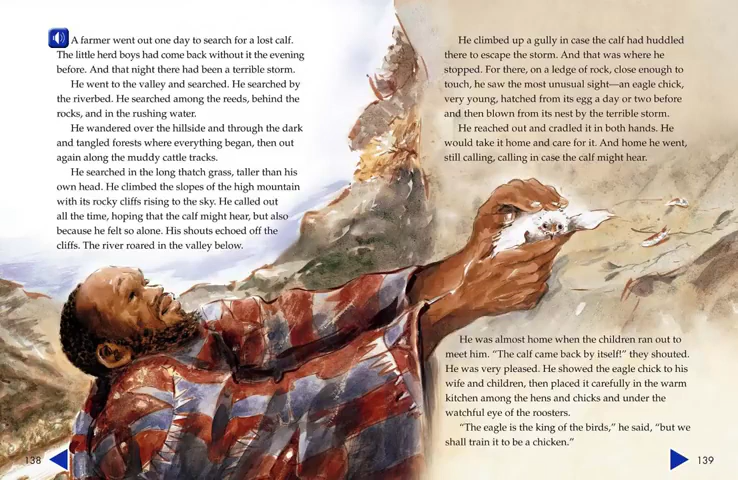 A farmer went out one day to search for a lost calf.
The little herd boys had come back without it the evening
before. And that night there had been a terrible storm.
He went to the valley and searched. He searched by
the riverbed. He searched among the reeds, behind the
rocks, and in the rushing water.
He wandered over the hillside and through the dark
and tangled forests where everything began, then out
again along the muddy cattle tracks.
He searched in the long thatch grass, taller than his
own head. He climbed the slopes of the high mountain
with its rocky cliffs rising to the sky. He called out
all the time, hoping that the calf might hear, but also
because he felt so alone. His shouts echoed off the
cliffs. The river roared in the valley below.
138
He climbed up a gully in case the calf had huddled
there to escape the storm. And that was where he
stopped. For there, on a ledge of rock, close enough to
touch, he saw the most unusual sight—an eagle chick,
very young, hatched from its egg a day or two before
and then blown from its nest by the terrible storm.
He reached out and cradled it in both hands. He
would take it home and care for it. And home he went,
still calling, calling in case the calf might hear.
He was almost home when the children ran out to
meet him. “The calf came back by itself!” they shouted.
He was very pleased. He showed the eagle chick to his
wife and children, then placed it carefully in the warm
kitchen among the hens and chicks and under the
watchful eye of the roosters.
“The eagle is the king of the birds,” he said, “but we
shall train it to be a chicken.”
139